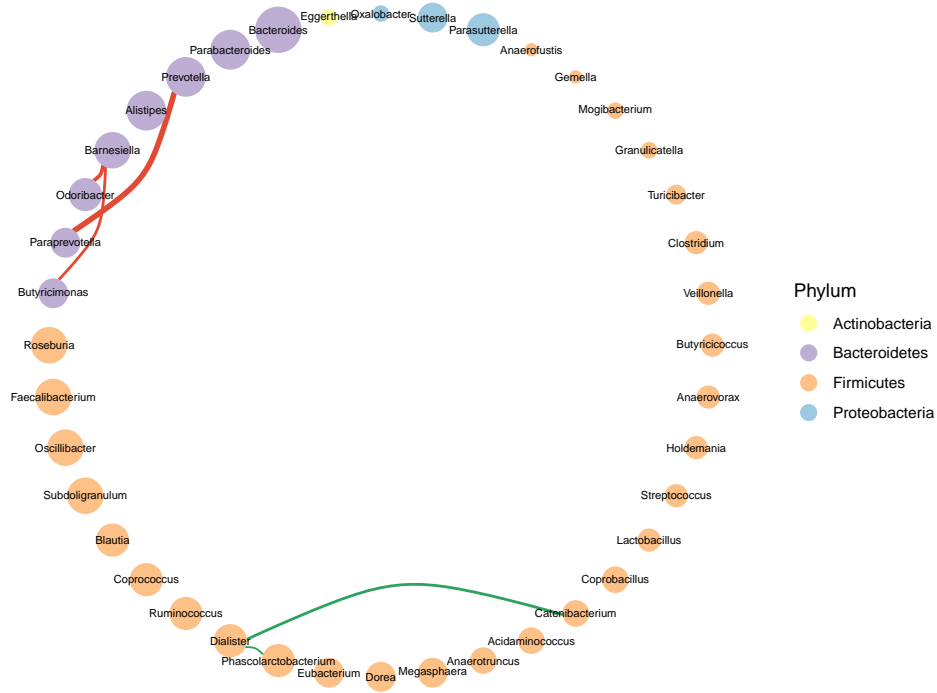 Eggerthella
Oxalobacter
Sutterella
Parasutterella
Bacteroides
Parabacteroides
Prevotella
Alistipes
Barnesiella
Odoribacter
Paraprevotella
Butyricimonas
Roseburia
Faecalibacterium
Oscillibacter
Subdoligranulum
Blautia
Coprococcus
Ruminococcus
Dialister
Phascolarctobacterium
Eubacterium
Dorea
Megasphaera
Anaerotruncus
Acidaminococcus
Catenibacterium
Coprobacillus
Lactobacillus
Streptococcus
Holdemania
Anaerovorax
Butyricicoccus
Veillonella
Clostridium
Turicibacter
Granulicatella
Mogibacterium
Gemella
Anaerofustis
Phylum
Actinobacteria
Bacteroidetes
Firmicutes
Proteobacteria